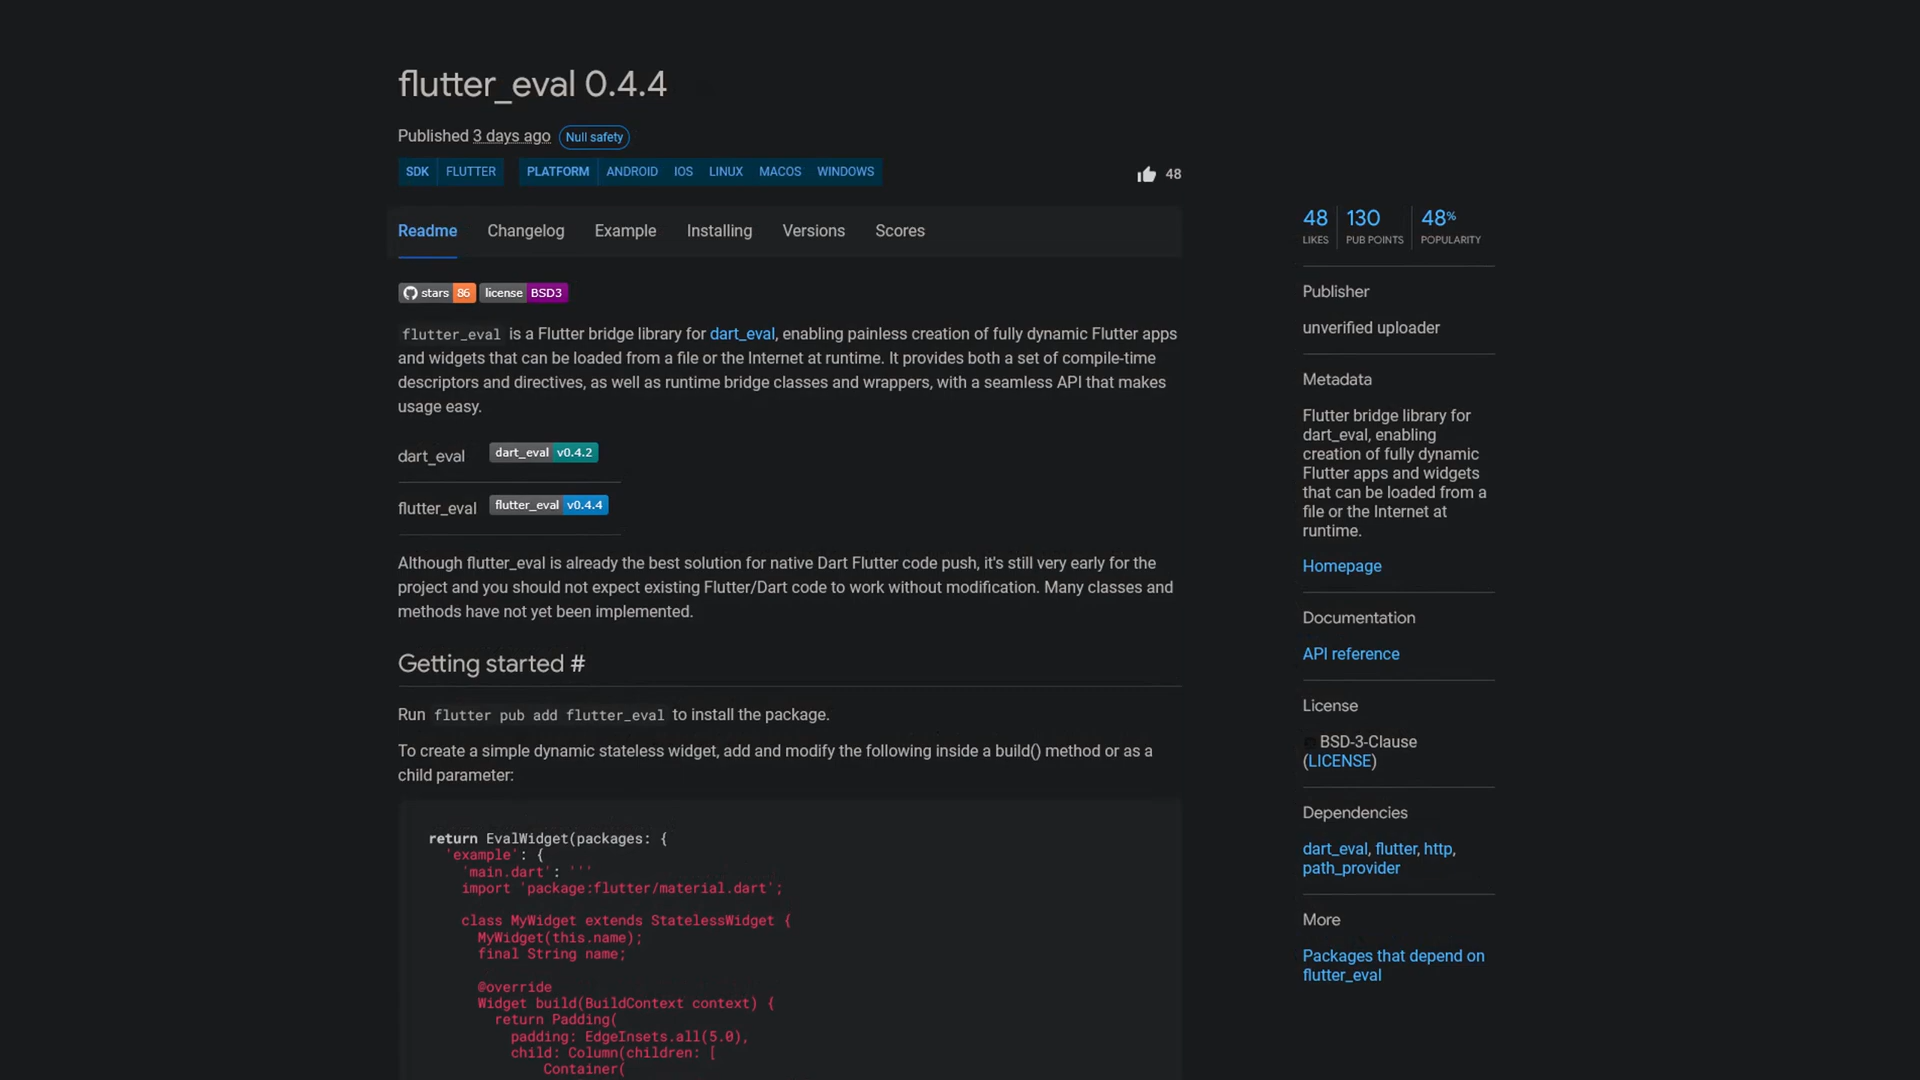 flutter_eval 0.4.4
Published 3 days ago Null safety
SDK FLUTTER PLATFORM ANDROID IOS LINUX MACOS WINDOWS
48
Readme Changelog Example Installing Versions Scores
stars 86 license BSD3
flutter_eval is a Flutter bridge library for dart_eval, enabling painless creation of fully dynamic Flutter apps
and widgets that can be loaded from a file or the Internet at runtime. It provides both a set of compile-time
descriptors and directives, as well as runtime bridge classes and wrappers, with a seamless API that makes
usage easy.
dart_eval dart_eval v0.4.2
flutter_eval flutter_eval v0.4.4
Although flutter_eval is already the best solution for native Dart Flutter code push, it's still very early for the
project and you should not expect existing Flutter/Dart code to work without modification. Many classes and
methods have not yet been implemented.
Getting started #
Run flutter pub add flutter_eval to install the package.
To create a simple dynamic stateless widget, add and modify the following inside a build() method or as a
child parameter:
return EvalWidget(packages: {
'example': {
'main.dart': '''
import 'package:flutter/material.dart';
class MyWidget extends StatelessWidget {
MyWidget(this.name);
final String name;
@override
Widget build(BuildContext context) {
return Padding(
padding: EdgeInsets.all(5.0),
child: Column(children: [
Container(
48 130 48%
LIKES PUB POINTS POPULARITY
Publisher
unverified uploader
Metadata
Flutter bridge library for
dart_eval, enabling
creation of fully dynamic
Flutter apps and widgets
that can be loaded from a
file or the Internet at
runtime.
Homepage
Documentation
API reference
License
BSD-3-Clause
(LICENSE)
Dependencies
dart_eval, flutter, http,
path_provider
More
Packages that depend on
flutter_eval